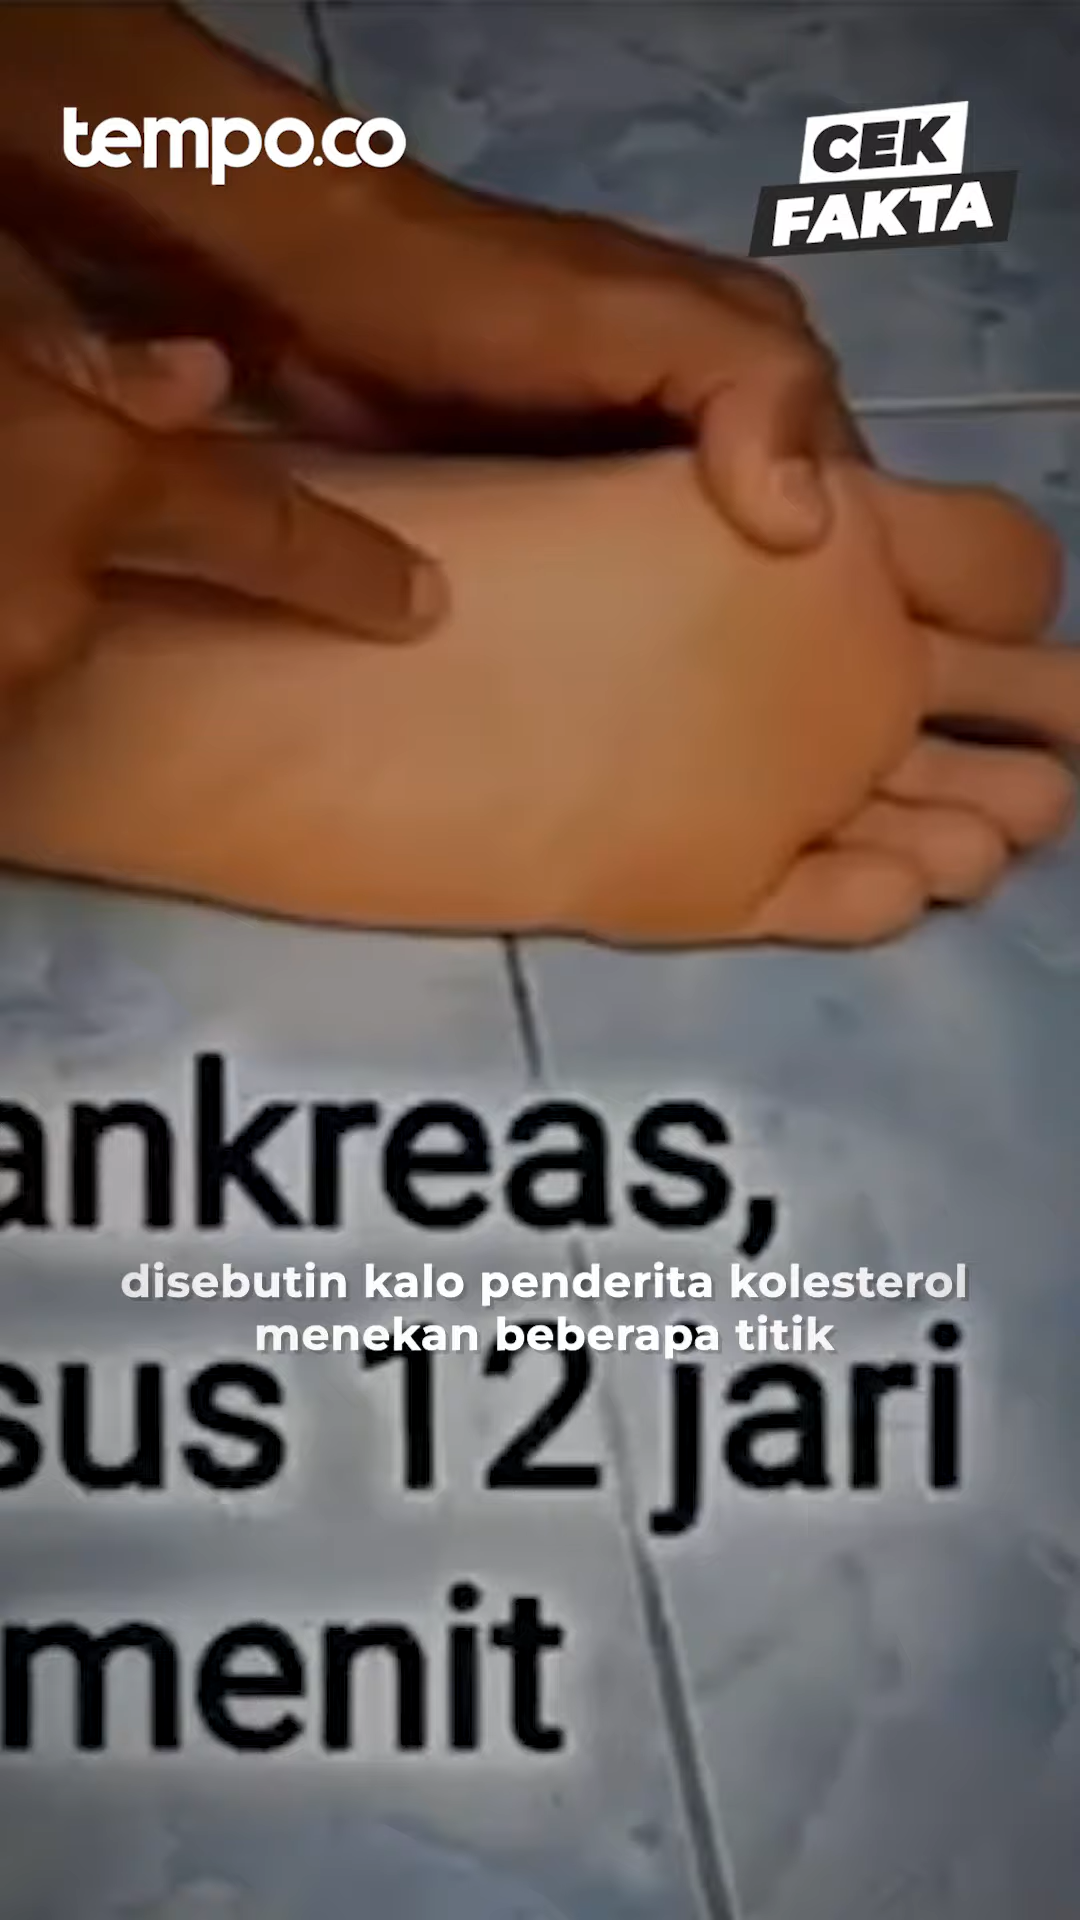 tempo.co
CEK
FAKTA
ankreas,
disebutin kalo penderita kolesterol
menekan beberapa titik
sus 12 jari
menit